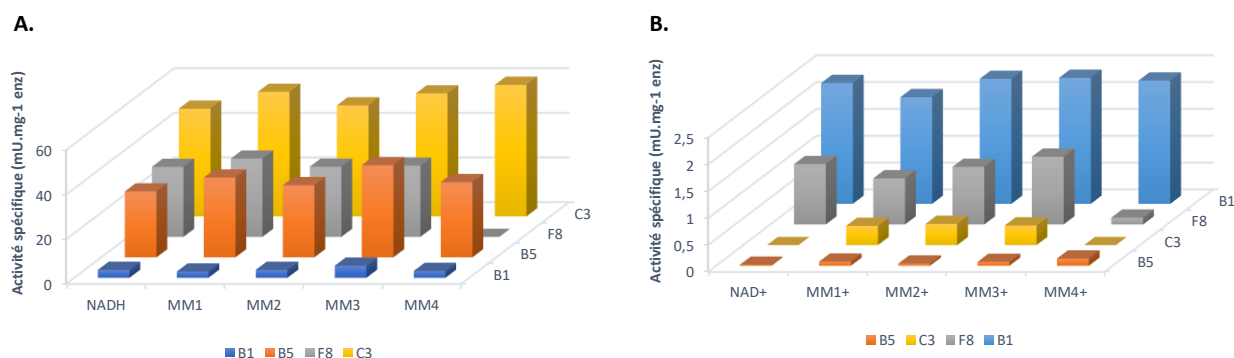 A.
Activité spécifique (mU.mg-1 enz)
60
40
20
0
NADH MM1 MM2 MM3 MM4
C3
F8
B5
B1
B1 B5 F8 C3
B.
Activité spécifique (mU.mg-1 enz)
2,5
2
1,5
1
0,5
0
NAD+ MM1+ MM2+ MM3+ MM4+
B1
F8
C3
B5
B5 C3 F8 B1